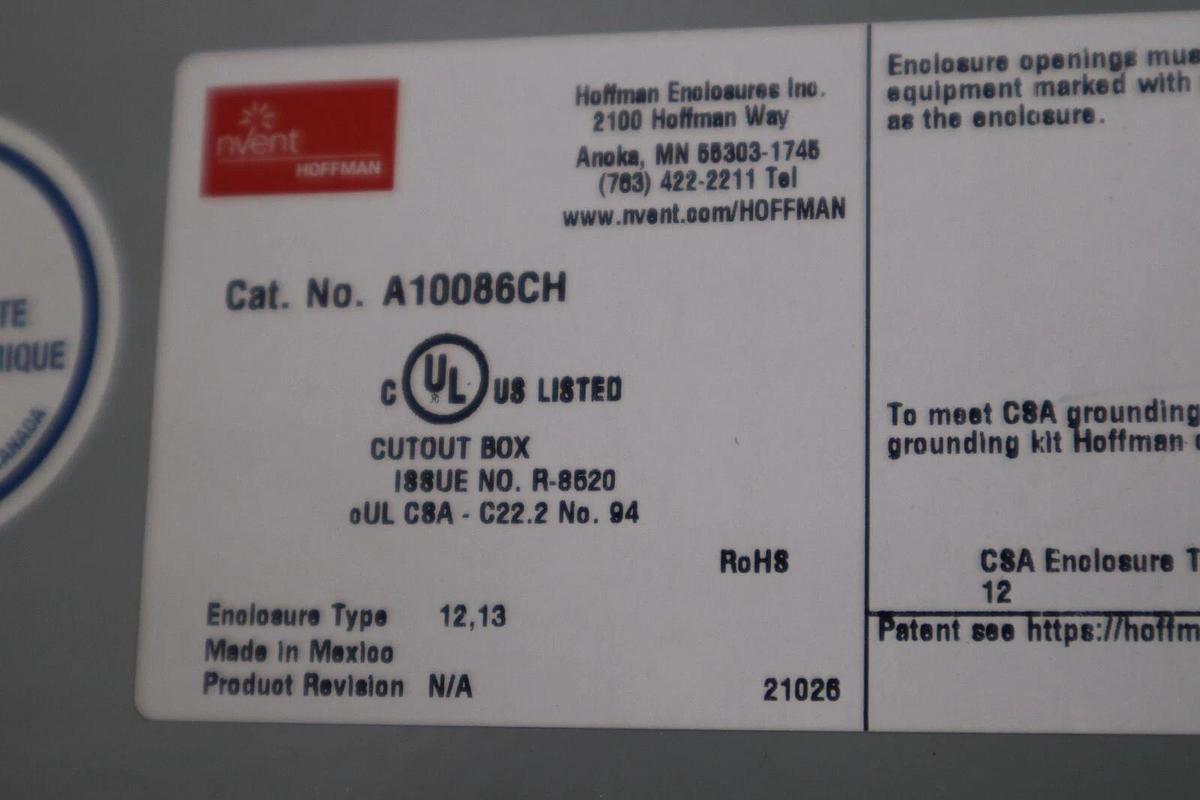 TE
RIQUE
CANADA
nVent
HOFFMAN
Hoffman Enclosures Inc.
2100 Hoffman Way
Anoka, MN 55303-1745
(763) 422-2211 Tel
www.nvent.com/HOFFMAN
Cat. No. A10086CH
C UL US LISTED
CUTOUT BOX
ISSUE NO. R-8520
cUL CSA - C22.2 No. 94
RoHS
Enclosure Type 12,13
Made in Mexico
Product Revision N/A
21026
Enclosure openings mus
equipment marked with
as the enclosure.
To meet CSA grounding
grounding kit Hoffman
CSA Enclosure T
12
Patent see https://hoffm